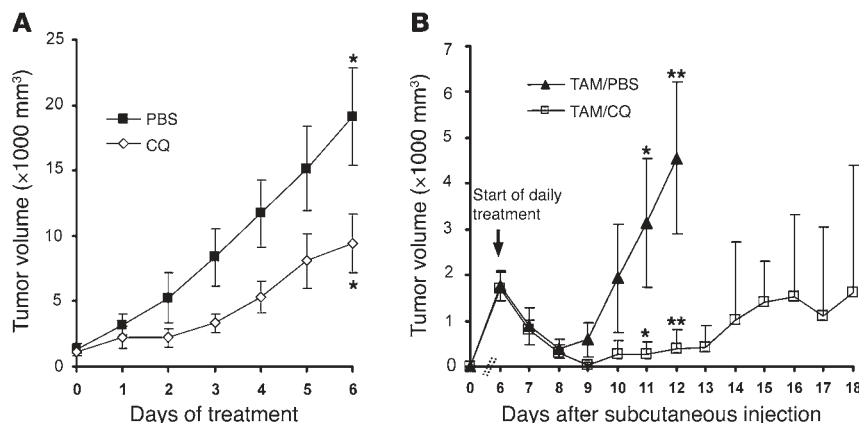 A
Tumor volume (×1000 mm³)
25
20
15
10
5
0
PBS
CQ
*
*
0 1 2 3 4 5 6
Days of treatment
B
Tumor volume (×1000 mm³)
7
6
5
4
3
2
1
0
TAM/PBS
TAM/CQ
Start of daily
treatment
*
**
*
**
0 6 7 8 9 10 11 12 13 14 15 16 17 18
Days after subcutaneous injection